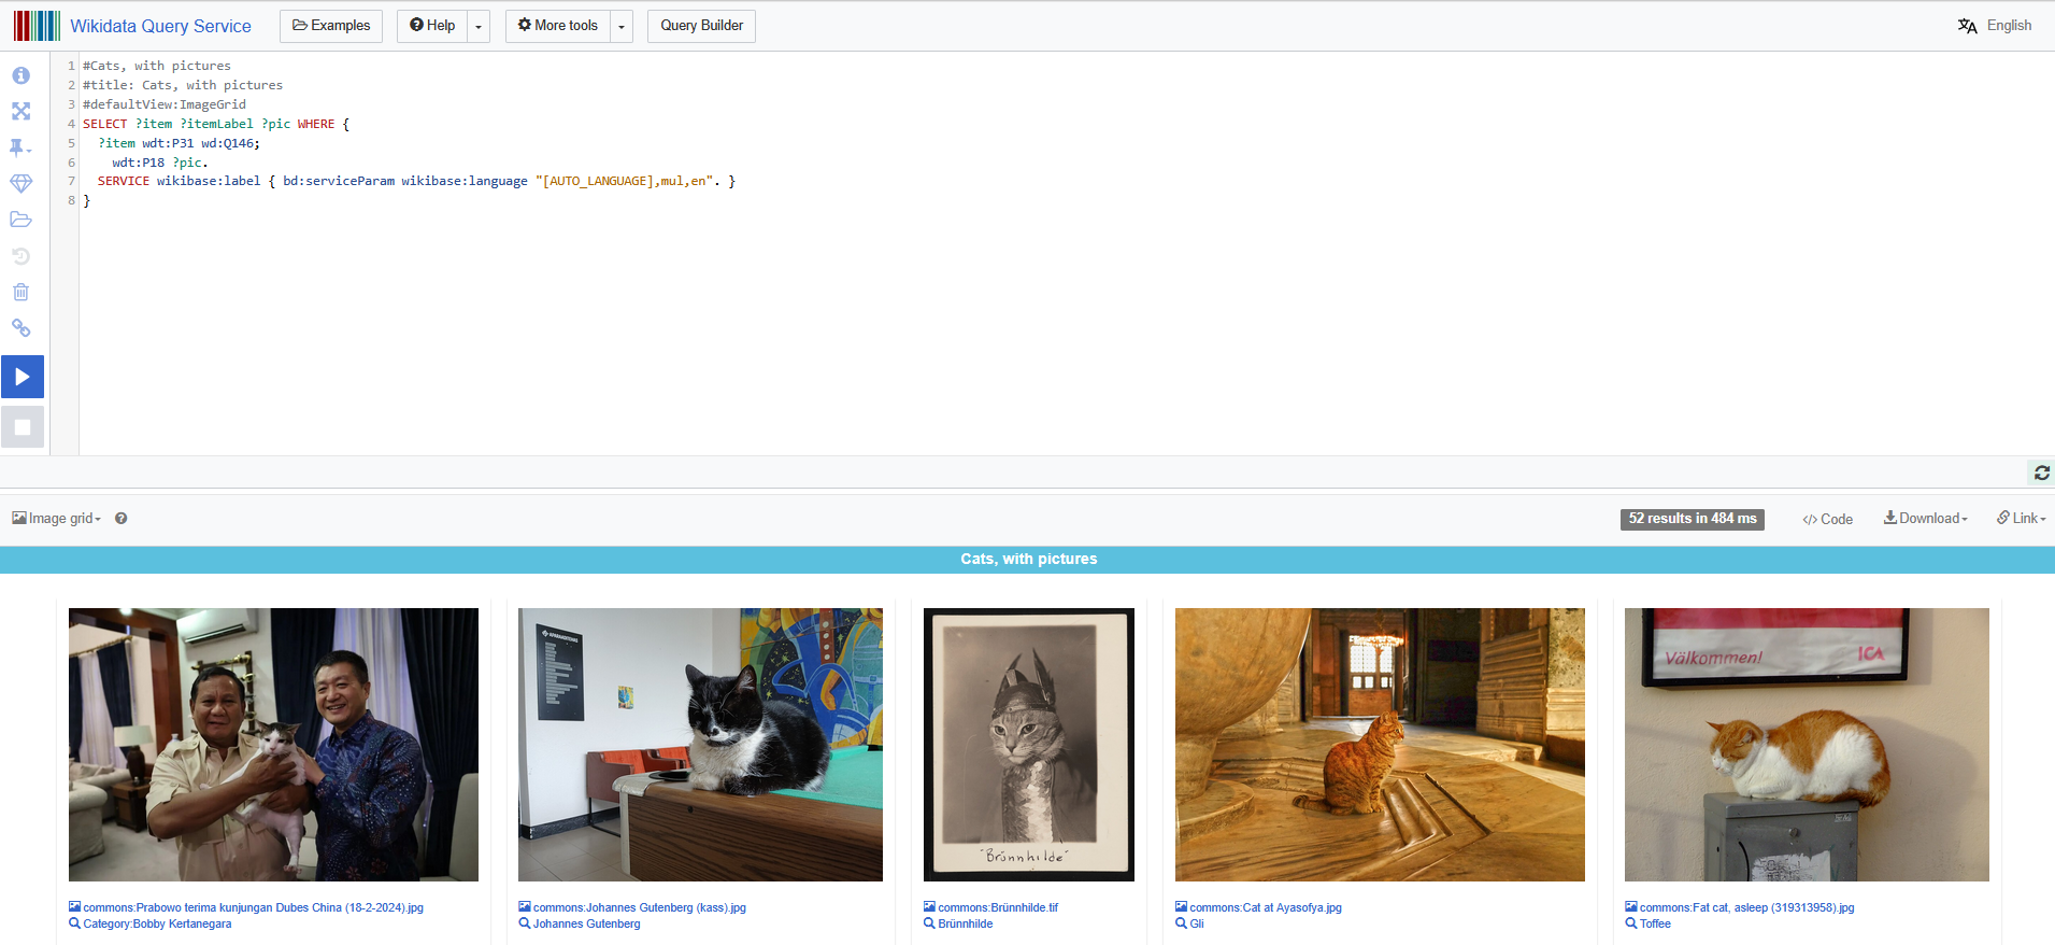 Wikidata Query Service Examples Help More tools Query Builder English
1 #Cats, with pictures
2 #title: Cats, with pictures
3 #defaultView:ImageGrid
4 SELECT ?item ?itemLabel ?pic WHERE {
5 ?item wdt:P31 wd:Q146;
6 wdt:P18 ?pic.
7 SERVICE wikibase:label { bd:serviceParam wikibase:language "[AUTO_LANGUAGE],mul,en". }
8 }
Image grid 52 results in 484 ms </> Code Download Link
Cats, with pictures
"Brünnhilde"
Välkommen! ICA
commons:Prabowo terima kunjungan Dubes China (18-2-2024).jpg
Category:Bobby Kertanegara
commons:Johannes Gutenberg (kass).jpg
Johannes Gutenberg
commons:Brünnhilde.tif
Brünnhilde
commons:Cat at Ayasofya.jpg
Gli
commons:Fat cat, asleep (319313958).jpg
Toffee